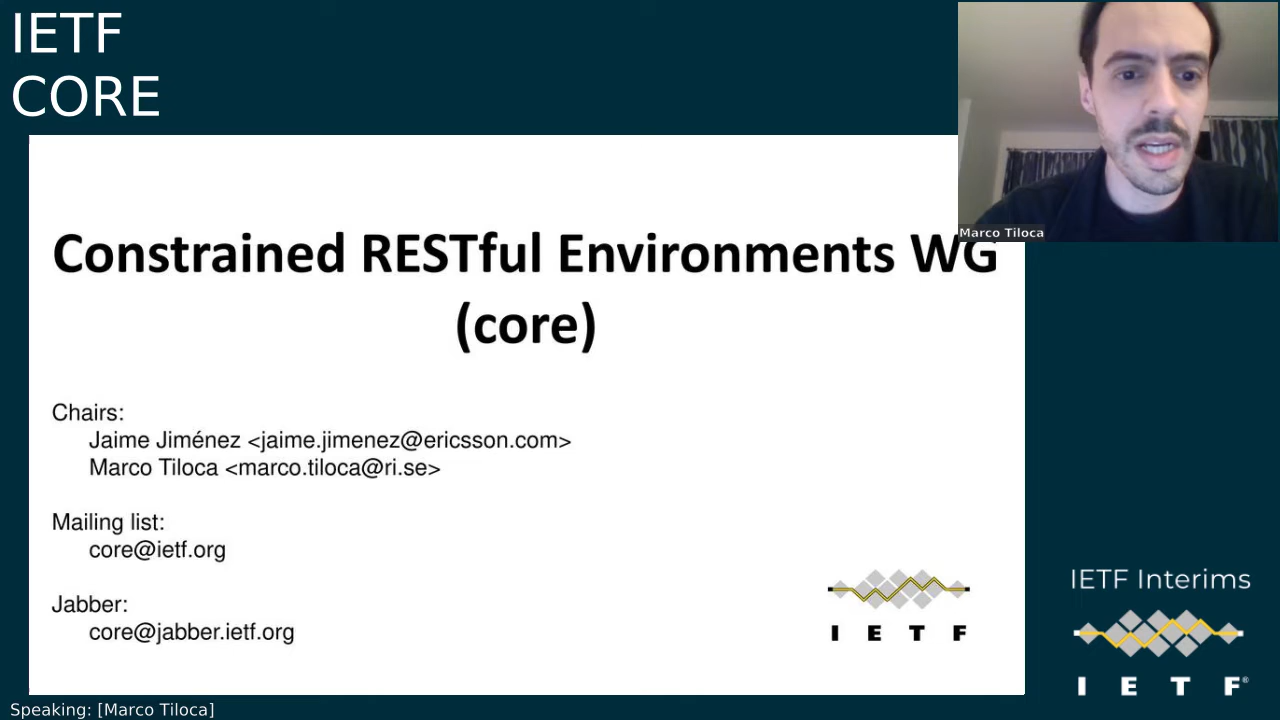 IETF
CORE
Marco Tiloca
Constrained RESTful Environments WG
(core)
Chairs:
Jaime Jiménez <jaime.jimenez@ericsson.com>
Marco Tiloca <marco.tiloca@ri.se>
Mailing list:
core@ietf.org
Jabber:
core@jabber.ietf.org
I E T F
IETF Interims
I E T F®
Speaking: [Marco Tiloca]